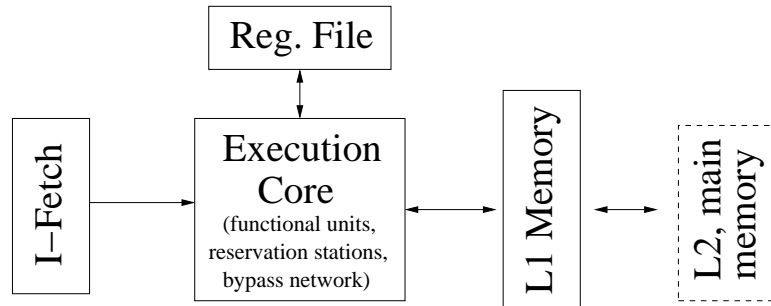 Reg. File
I–Fetch
Execution
Core
(functional units,
reservation stations,
bypass network)
L1 Memory
L2, main
memory